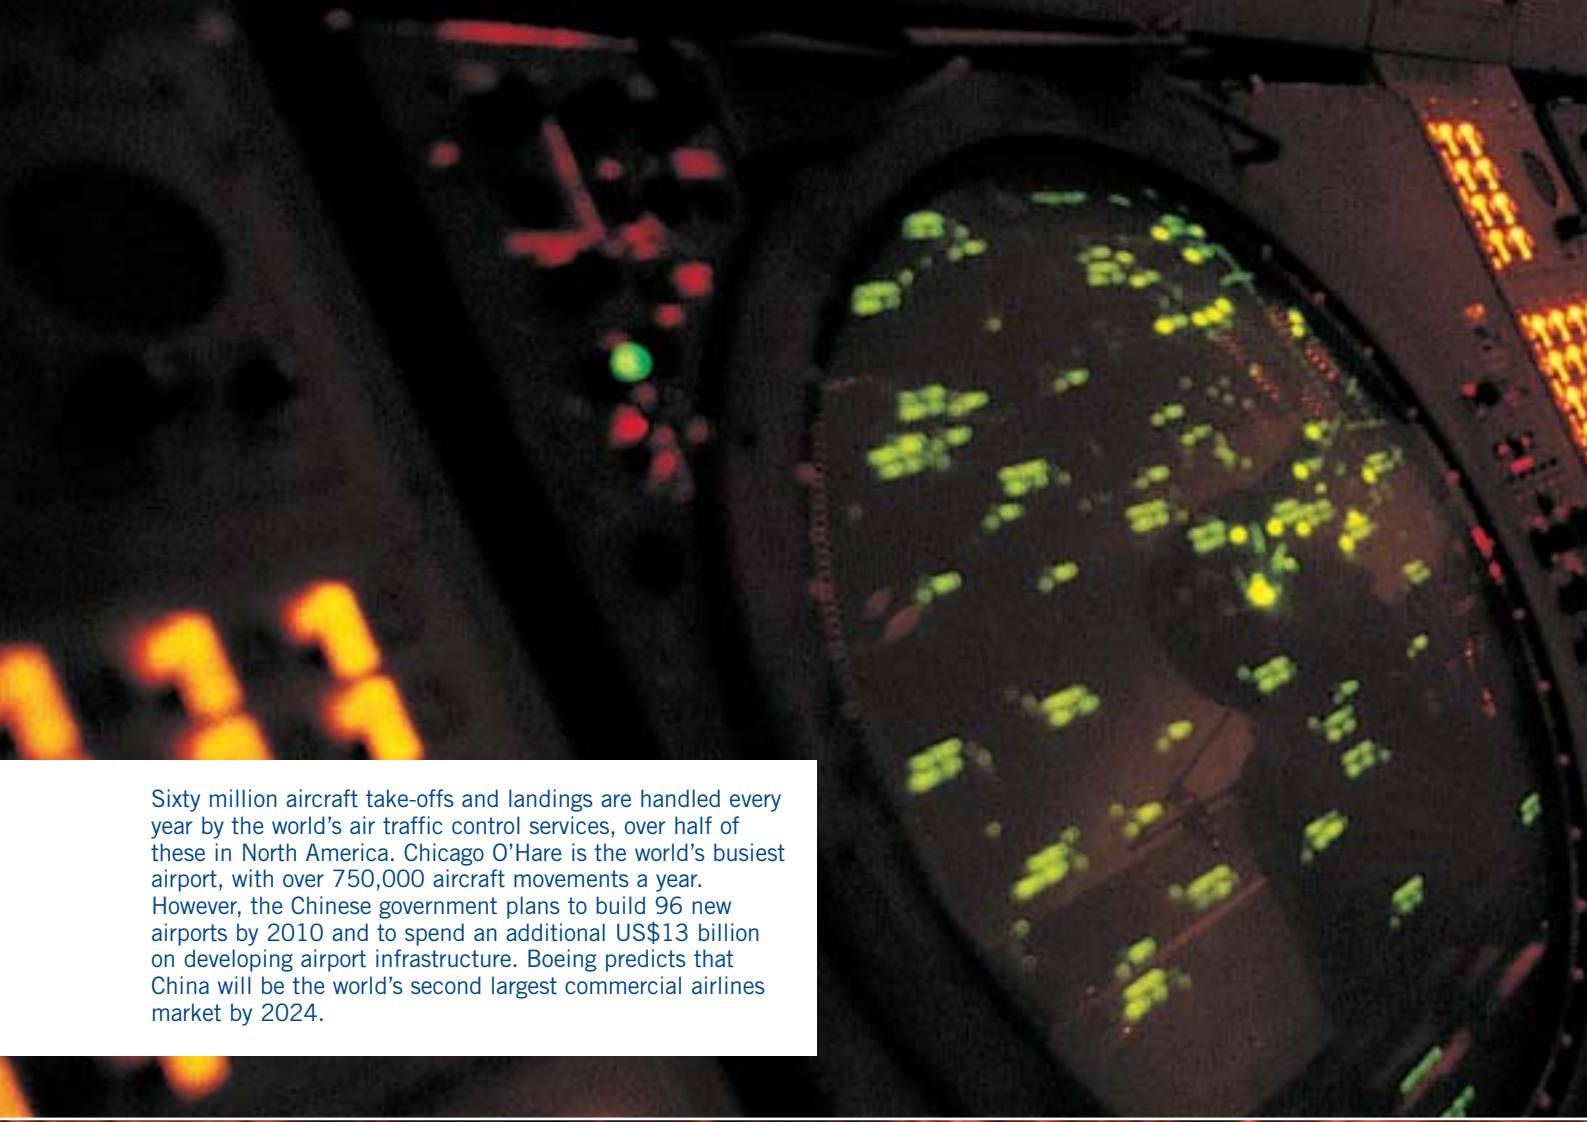 Sixty million aircraft take-offs and landings are handled every
year by the world's air traffic control services, over half of
these in North America. Chicago O'Hare is the world's busiest
airport, with over 750,000 aircraft movements a year.
However, the Chinese government plans to build 96 new
airports by 2010 and to spend an additional US$13 billion
on developing airport infrastructure. Boeing predicts that
China will be the world's second largest commercial airlines
market by 2024.